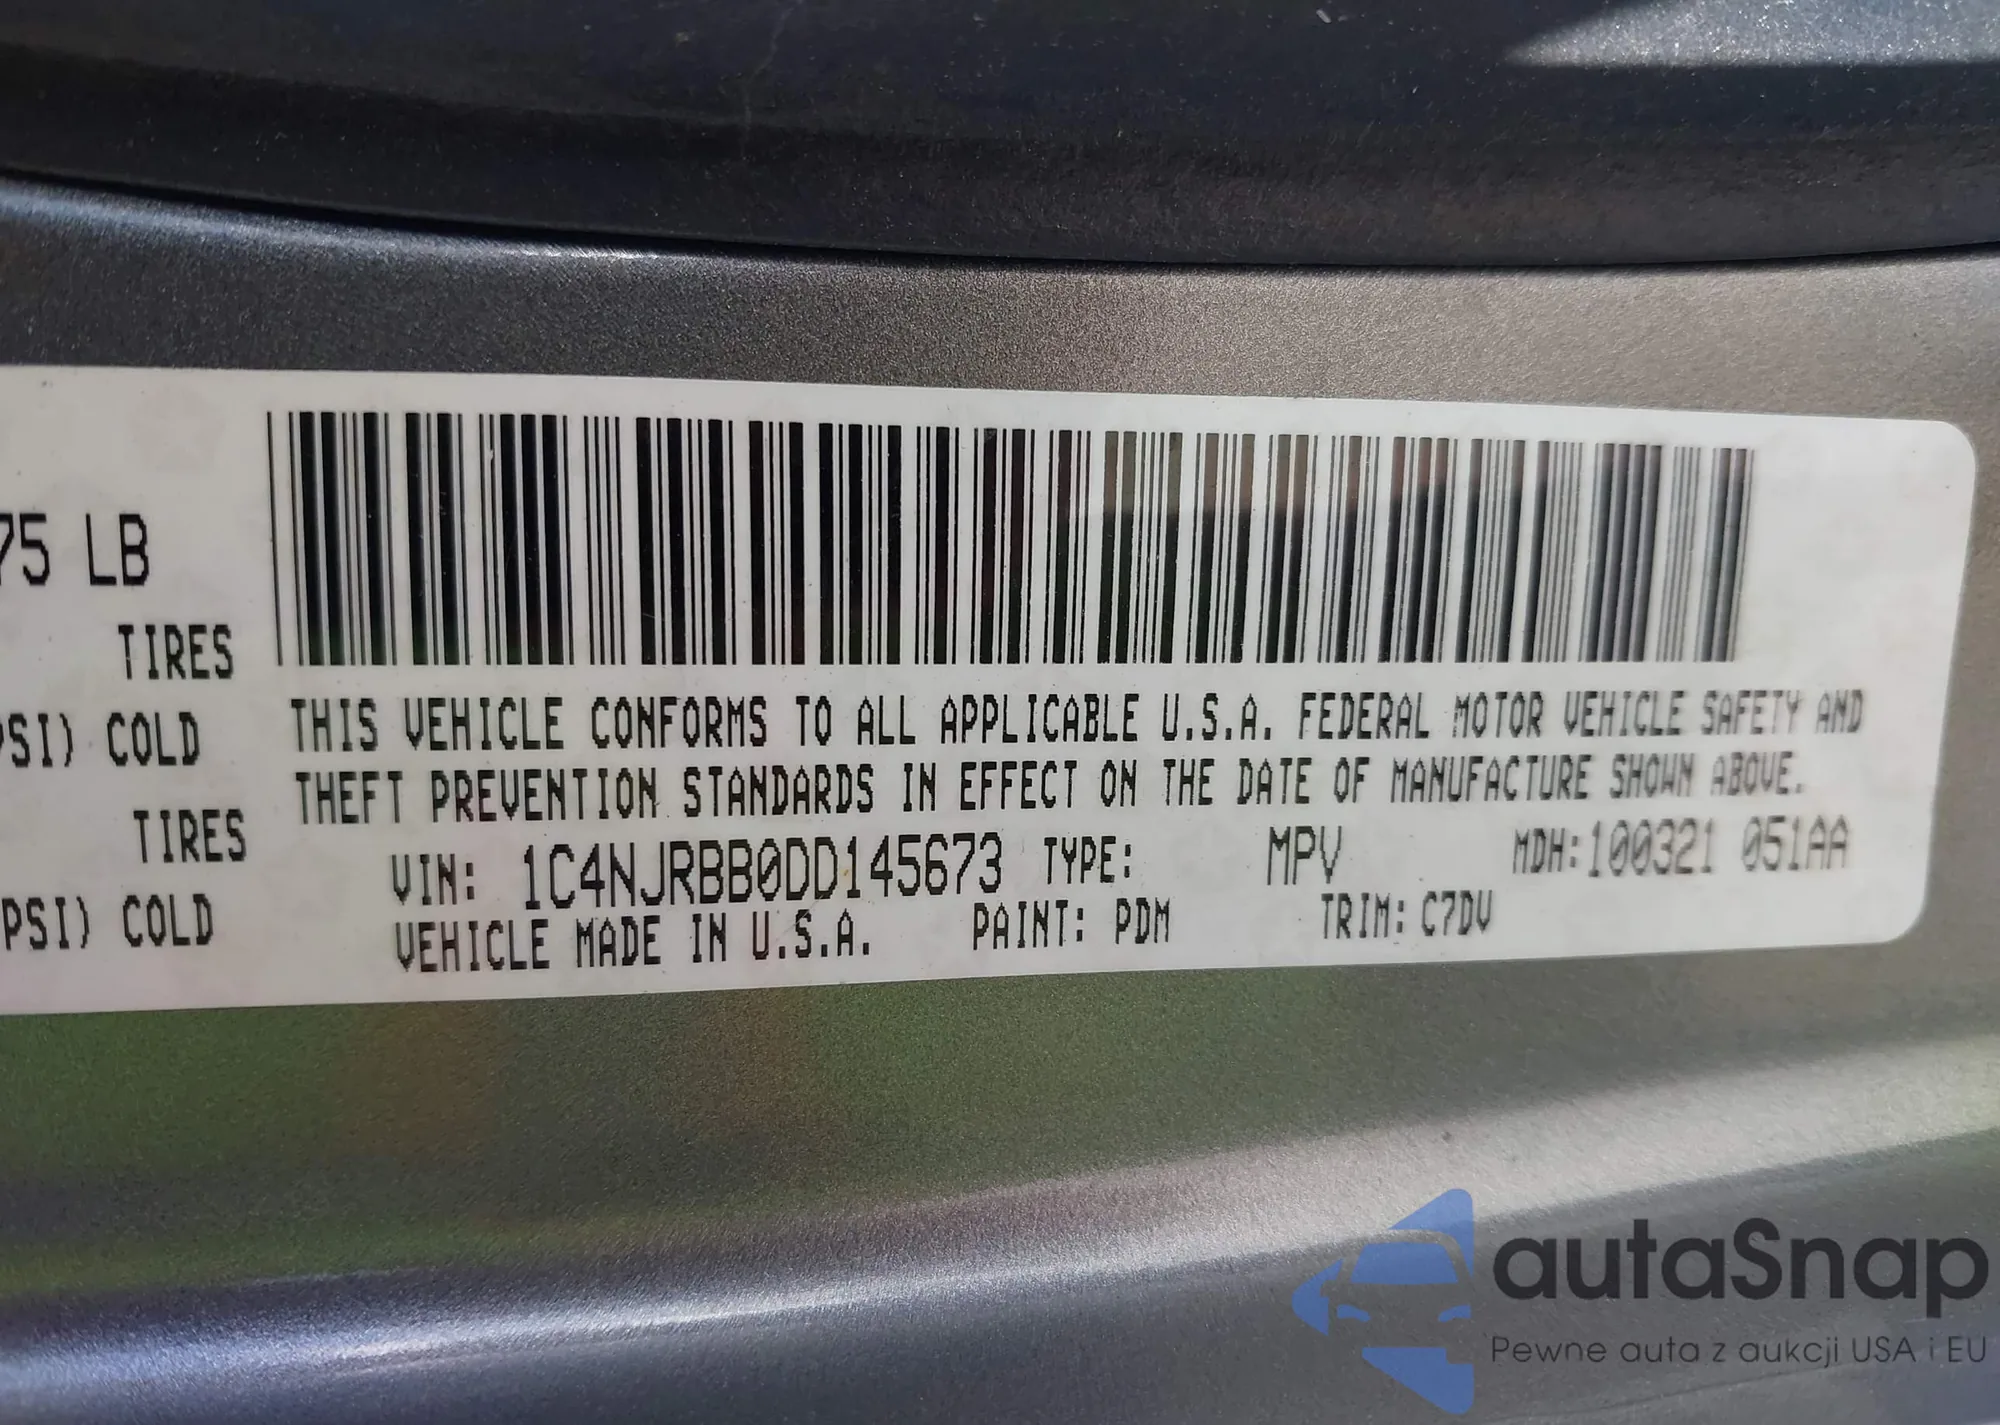 75 LB
TIRES
PSI) COLD
TIRES
PSI) COLD
THIS VEHICLE CONFORMS TO ALL APPLICABLE U.S.A. FEDERAL MOTOR VEHICLE SAFETY AND
THEFT PREVENTION STANDARDS IN EFFECT ON THE DATE OF MANUFACTURE SHOWN ABOVE.
VIN: 1C4NJRBB0DD145673 TYPE: MPV MDH:100321 051AA
VEHICLE MADE IN U.S.A. PAINT: PDM TRIM: C7DV
autaSnap
Pewne auta z aukcji USA i EU